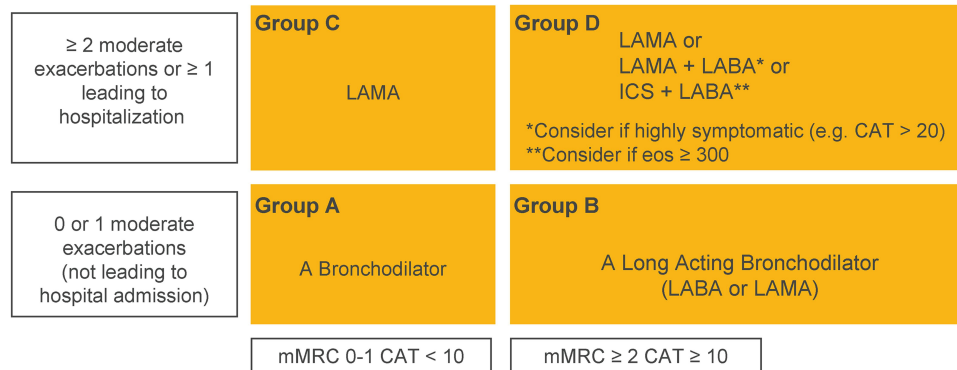 ≥ 2 moderate
exacerbations or ≥ 1
leading to
hospitalization
Group C
LAMA
Group D
LAMA or
LAMA + LABA* or
ICS + LABA**
*Consider if highly symptomatic (e.g. CAT > 20)
**Consider if eos ≥ 300
0 or 1 moderate
exacerbations
(not leading to
hospital admission)
Group A
A Bronchodilator
Group B
A Long Acting Bronchodilator
(LABA or LAMA)
mMRC 0-1 CAT < 10
mMRC ≥ 2 CAT ≥ 10